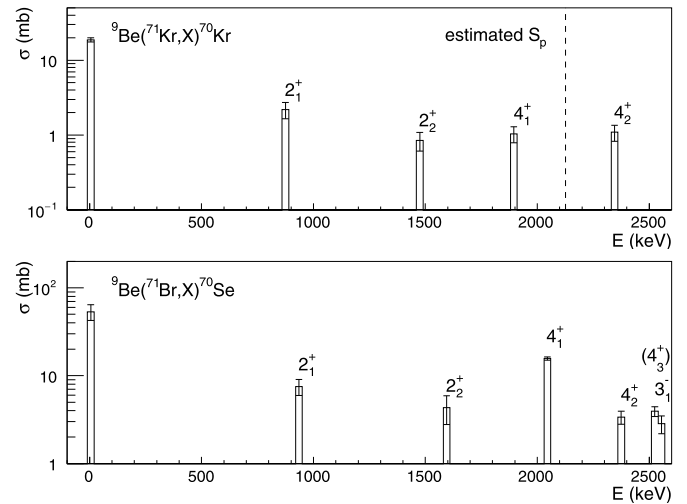 σ (mb)
⁹Be(⁷¹Kr,X)⁷⁰Kr
estimated Sₚ
10
1
10⁻¹
2₁⁺
2₂⁺
4₁⁺
4₂⁺
0 500 1000 1500 2000 2500
E (keV)
σ (mb)
⁹Be(⁷¹Br,X)⁷⁰Se
10²
10
1
2₁⁺
2₂⁺
4₁⁺
4₂⁺
(4₃⁺)
3₁⁻
0 500 1000 1500 2000 2500
E (keV)